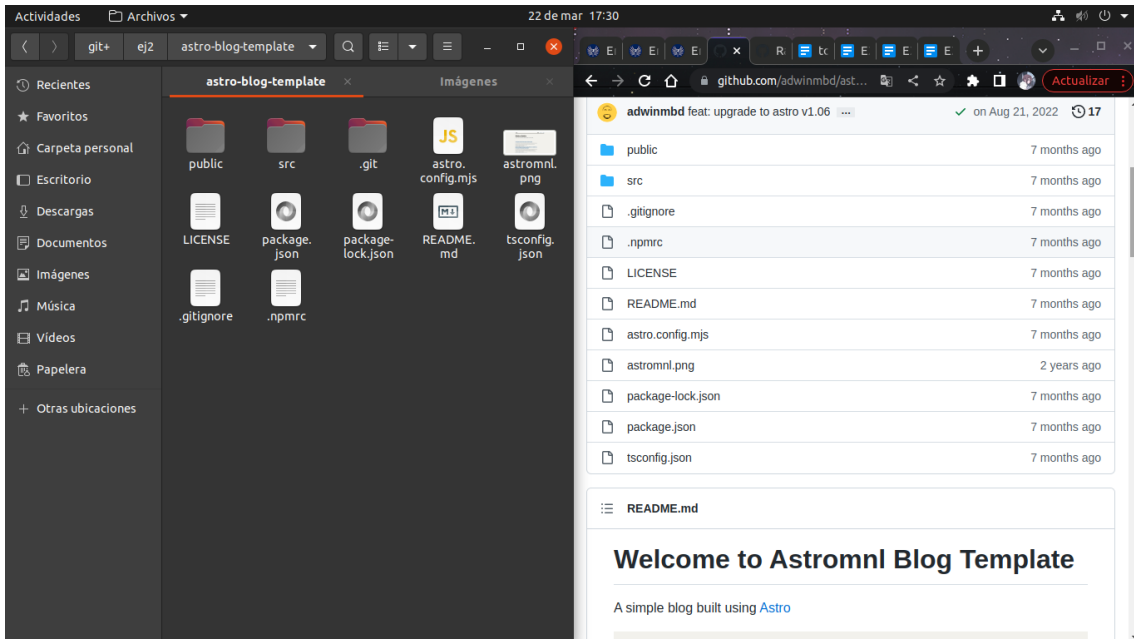 Actividades Archivos 22 de mar 17:30
git+ ej2 astro-blog-template
astro-blog-template Imágenes
Recientes
Favoritos
Carpeta personal
Escritorio
Descargas
Documentos
Imágenes
Música
Vídeos
Papelera
+ Otras ubicaciones
public src .git astro.config.mjs astromnl.png
LICENSE package.json package-lock.json README.md tsconfig.json
.gitignore .npmrc
JS
M
E E E R tc E E E
github.com/adwinmbd/ast... Actualizar
adwinmbd feat: upgrade to astro v1.06 ... on Aug 21, 2022 17
public 7 months ago
src 7 months ago
.gitignore 7 months ago
.npmrc 7 months ago
LICENSE 7 months ago
README.md 7 months ago
astro.config.mjs 7 months ago
astromnl.png 2 years ago
package-lock.json 7 months ago
package.json 7 months ago
tsconfig.json 7 months ago
README.md
Welcome to Astromnl Blog Template
A simple blog built using Astro